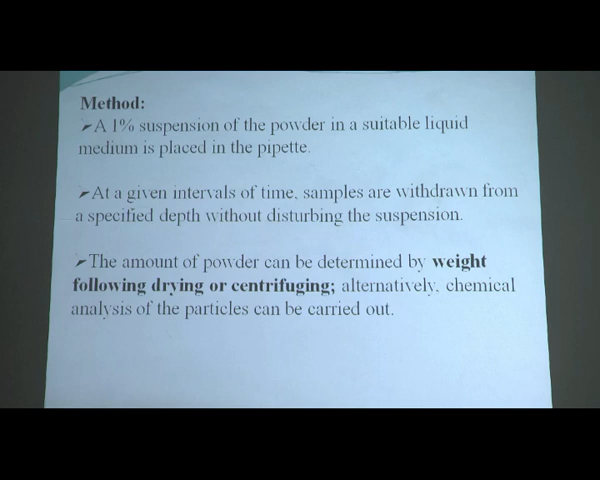 Method:
➢A 1% suspension of the powder in a suitable liquid
medium is placed in the pipette.
➢At a given intervals of time, samples are withdrawn from
a specified depth without disturbing the suspension.
➢The amount of powder can be determined by weight
following drying or centrifuging; alternatively, chemical
analysis of the particles can be carried out.